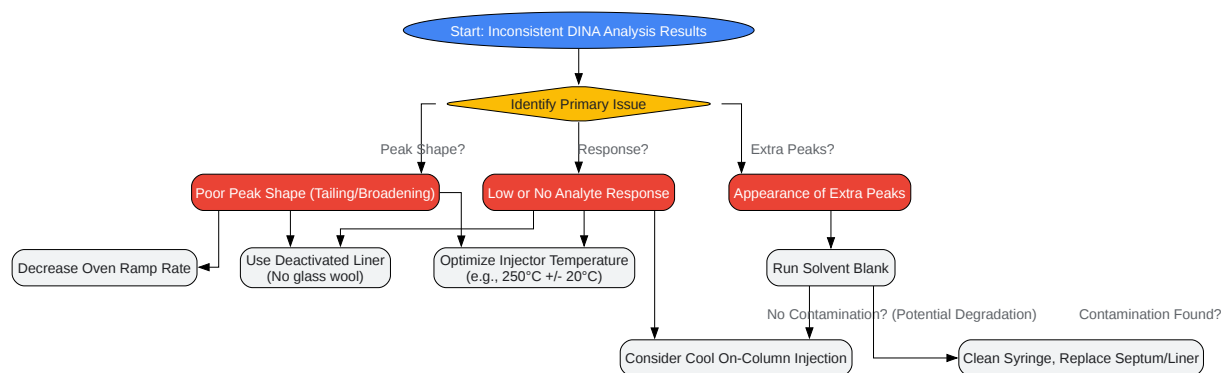 Start: Inconsistent DINA Analysis Results
Identify Primary Issue
Peak Shape?
Response?
Extra Peaks?
Poor Peak Shape (Tailing/Broadening)
Low or No Analyte Response
Appearance of Extra Peaks
Decrease Oven Ramp Rate
Use Deactivated Liner
(No glass wool)
Optimize Injector Temperature
(e.g., 250°C +/- 20°C)
Run Solvent Blank
No Contamination? (Potential Degradation)
Contamination Found?
Consider Cool On-Column Injection
Clean Syringe, Replace Septum/Liner